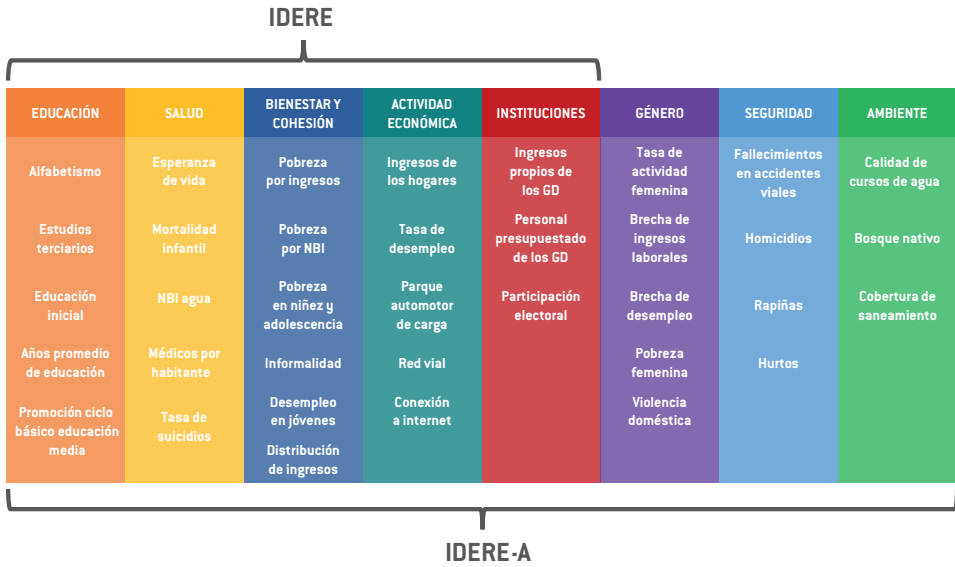 IDERE
EDUCACIÓN
SALUD
BIENESTAR Y
COHESIÓN
ACTIVIDAD
ECONÓMICA
INSTITUCIONES
GÉNERO
SEGURIDAD
AMBIENTE
Alfabetismo
Estudios
terciarios
Educación
inicial
Años promedio
de educación
Promoción ciclo
básico educación
media
Esperanza
de vida
Mortalidad
infantil
NBI agua
Médicos por
habitante
Tasa de
suicidios
Pobreza
por ingresos
Pobreza
por NBI
Pobreza
en niñez y
adolescencia
Informalidad
Desempleo
en jóvenes
Distribución
de ingresos
Ingresos de
los hogares
Tasa de
desempleo
Parque
automotor
de carga
Red vial
Conexión
a internet
Ingresos
propios de
los GD
Personal
presupuestado
de los GD
Participación
electoral
Tasa de
actividad
femenina
Brecha de
ingresos
laborales
Brecha de
desempleo
Pobreza
femenina
Violencia
doméstica
Fallecimientos
en accidentes
viales
Homicidios
Rapiñas
Hurtos
Calidad de
cursos de agua
Bosque nativo
Cobertura de
saneamiento
IDERE-A